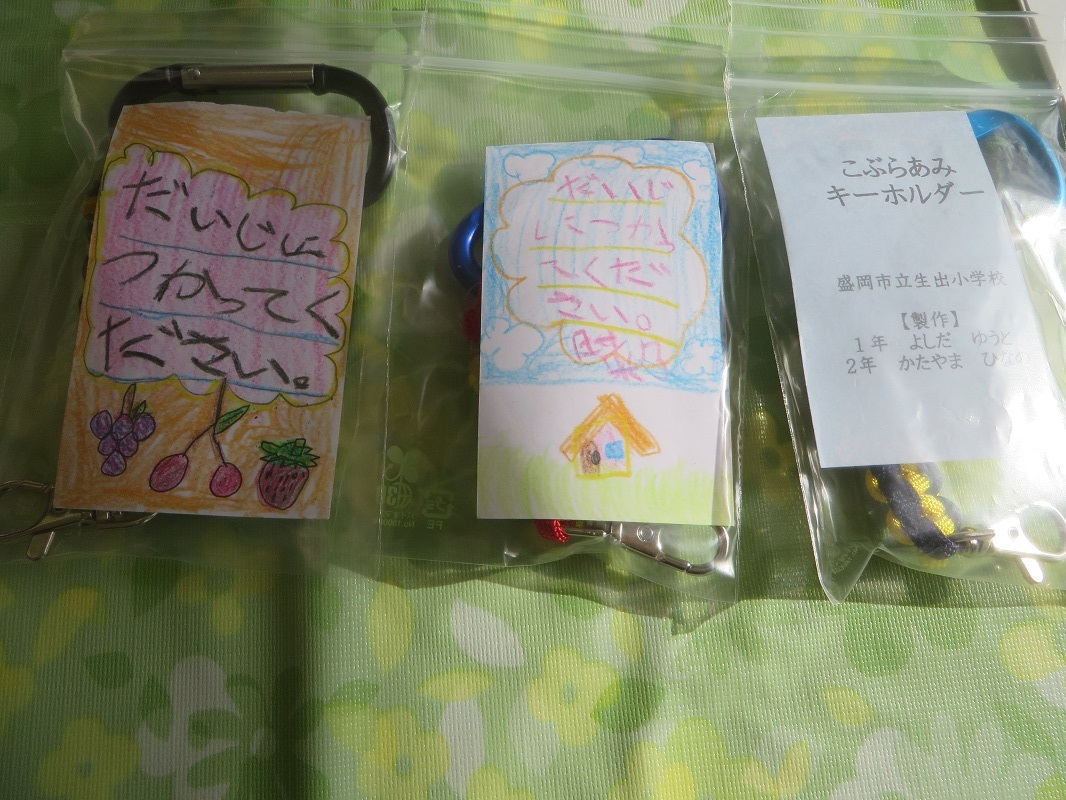 だいじに
つかってく
ださい。
だいじ
につかっ
てくだ
さい。
こぶらあみ
キーホルダー
盛岡市立生出小学校
【製作】
1年 よしだ ゆうと
2年 かたやま
PE